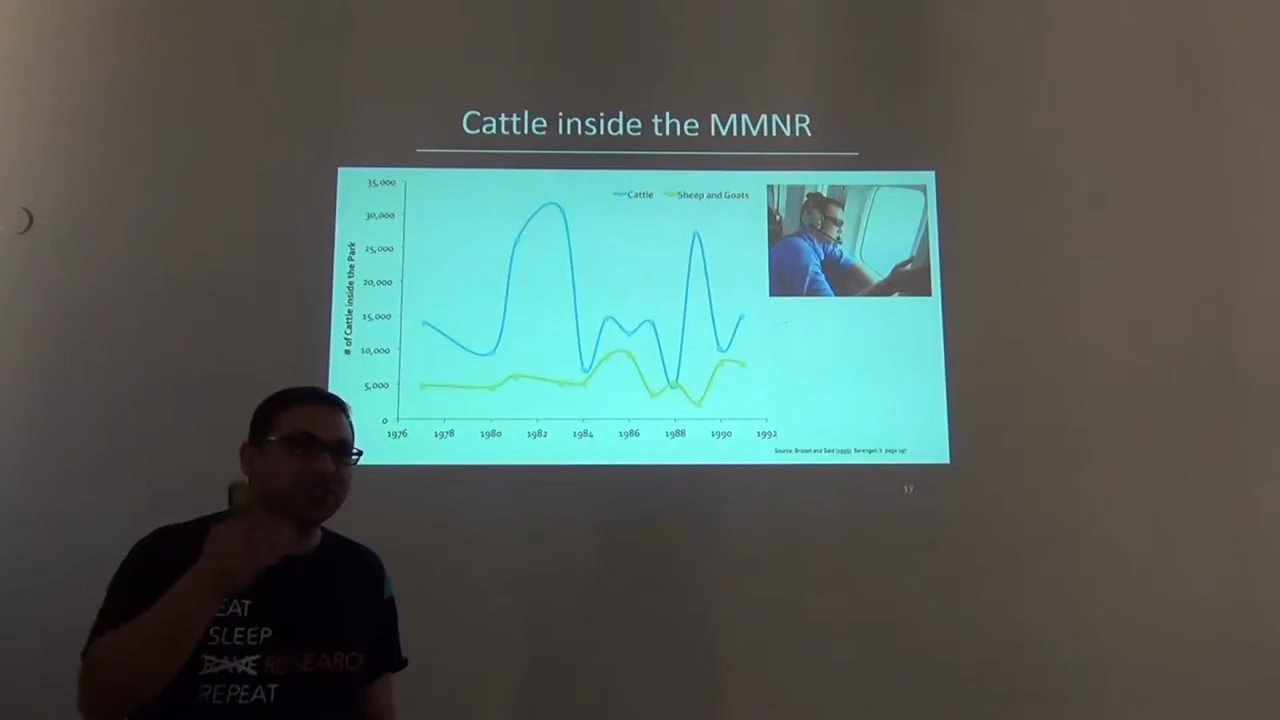 Cattle inside the MMNR
Cattle
Sheep and Goats
# of Cattle inside the Park
35,000
30,000
25,000
20,000
15,000
10,000
5,000
0
1976
1978
1980
1982
1984
1986
1988
1990
1992
Source:
17
EAT
SLEEP
RAVE RESEARCH
REPEAT